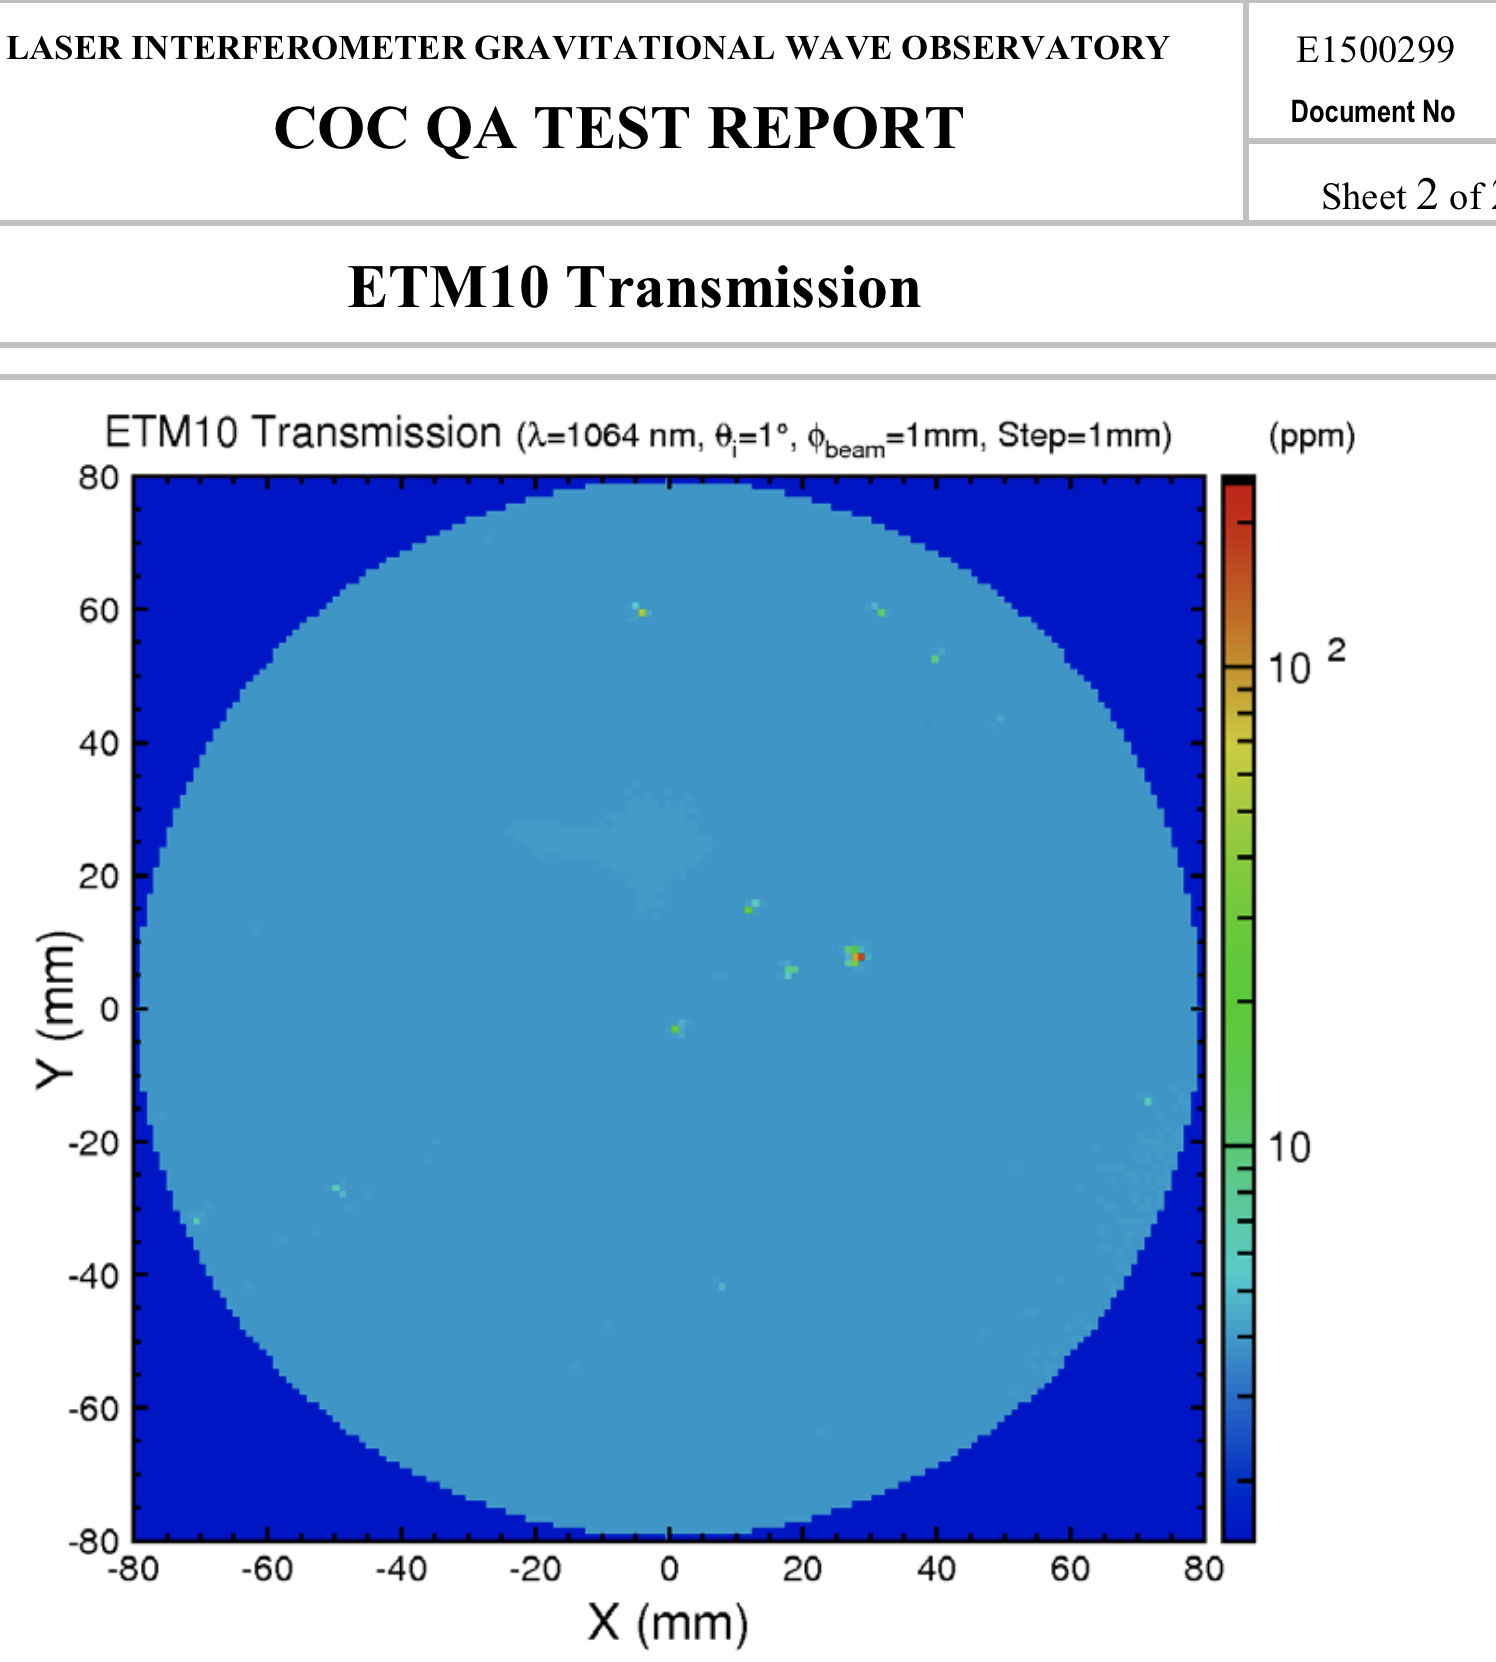 LASER INTERFEROMETER GRAVITATIONAL WAVE OBSERVATORY
COC QA TEST REPORT
E1500299
Document No
Sheet 2 of
ETM10 Transmission
ETM10 Transmission (λ=1064 nm, θi=1°, ϕbeam=1mm, Step=1mm)
(ppm)
80
60
40
20
0
-20
-40
-60
-80
Y (mm)
-80 -60 -40 -20 0 20 40 60 80
X (mm)
10 2
10